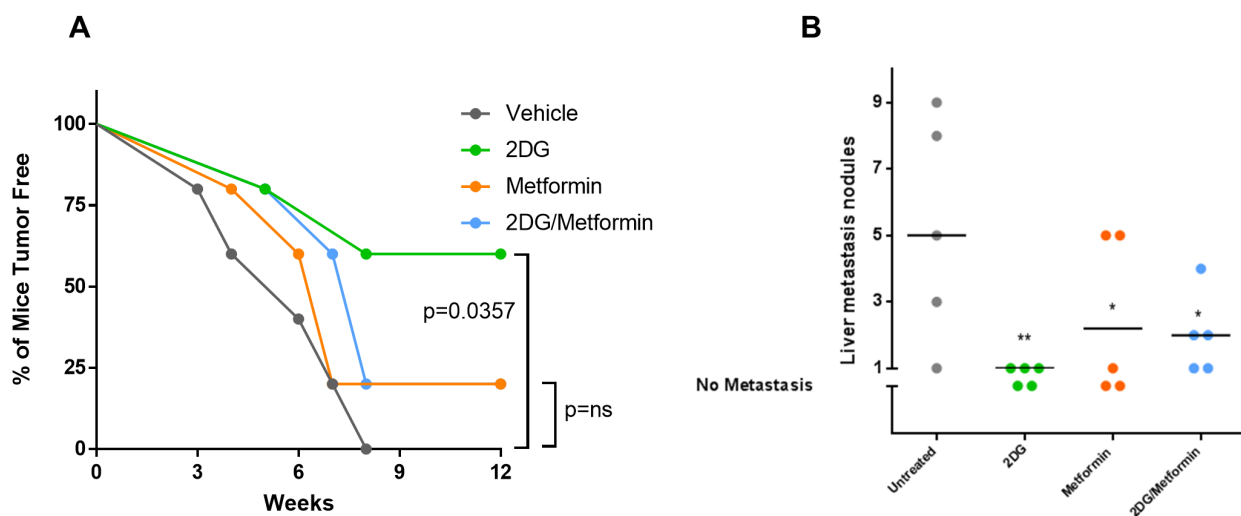 A
% of Mice Tumor Free
100
75
50
25
0
0
3
6
9
12
Weeks
Vehicle
2DG
Metformin
2DG/Metformin
p=0.0357
p=ns
B
Liver metastasis nodules
9
7
5
3
1
No Metastasis
**
*
*
Untreated
2DG
Metformin
2DG/Metformin